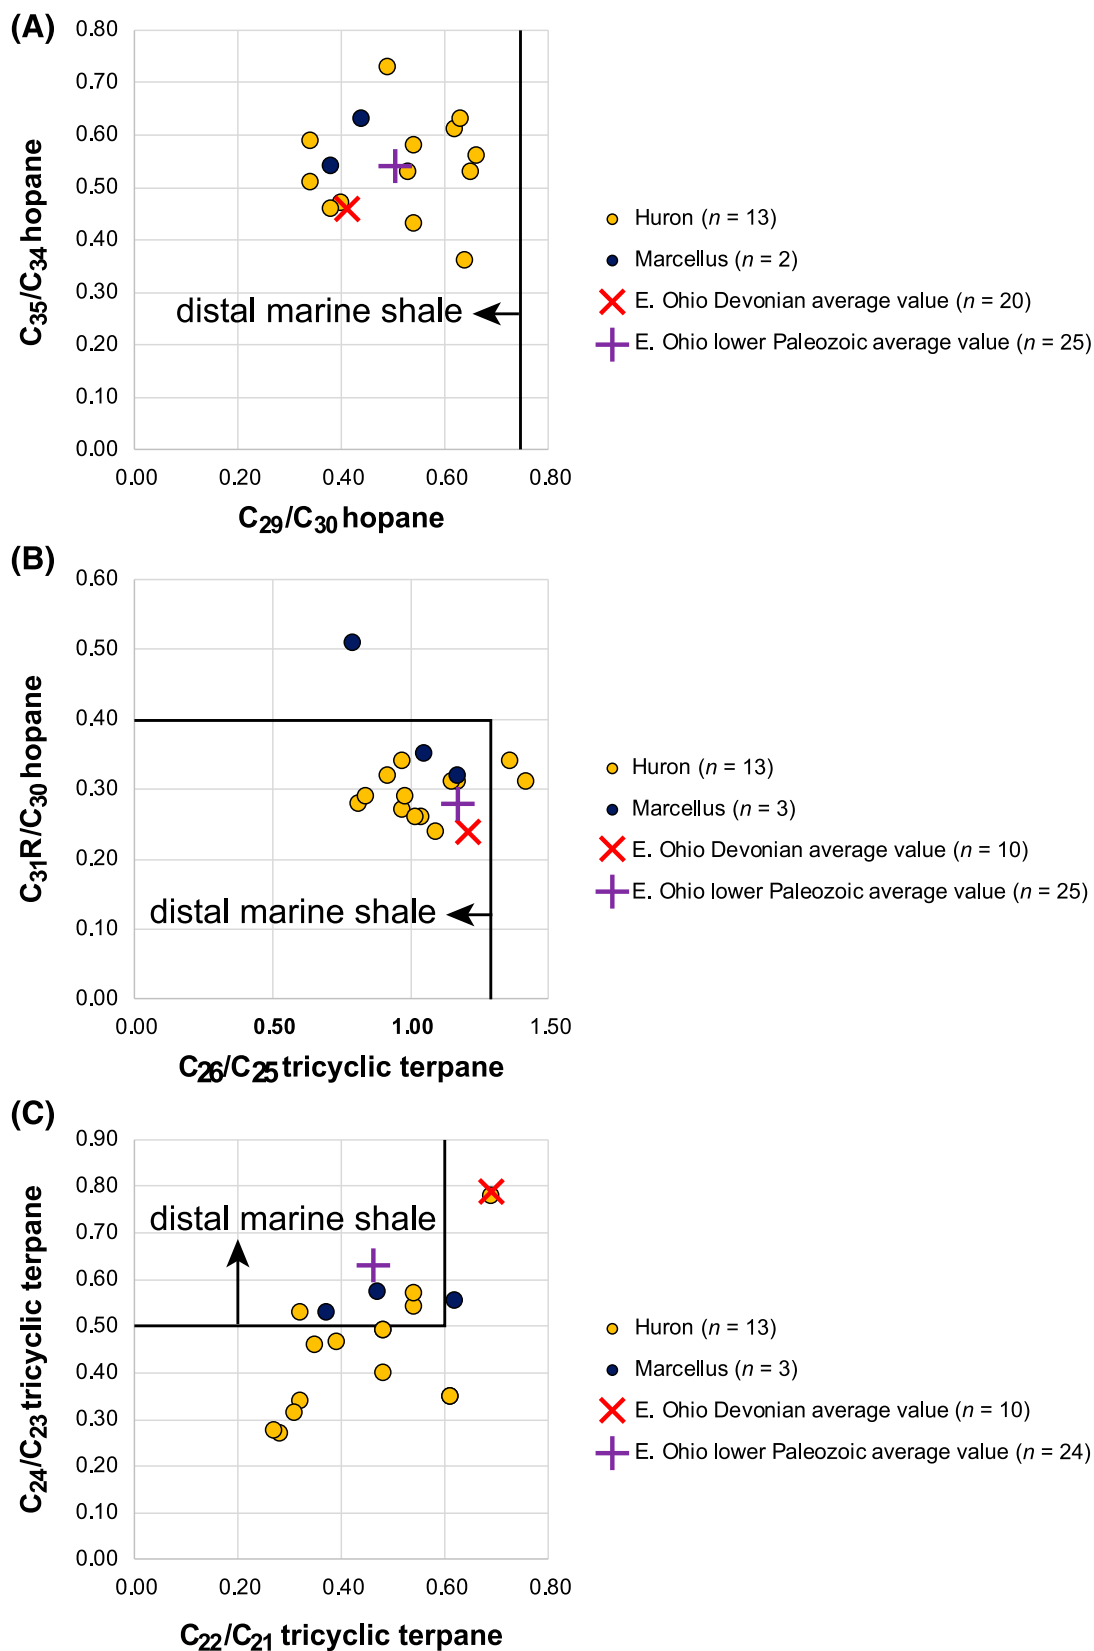 (A)
0.80
0.70
0.60
0.50
0.40
0.30
0.20
0.10
0.00
C35/C34 hopane
distal marine shale
0.00 0.20 0.40 0.60 0.80
C29/C30 hopane
Huron (n = 13)
Marcellus (n = 2)
E. Ohio Devonian average value (n = 20)
E. Ohio lower Paleozoic average value (n = 25)
(B)
0.60
0.50
0.40
0.30
0.20
0.10
0.00
C31R/C30 hopane
distal marine shale
0.00 0.50 1.00 1.50
C26/C25 tricyclic terpane
Huron (n = 13)
Marcellus (n = 3)
E. Ohio Devonian average value (n = 10)
E. Ohio lower Paleozoic average value (n = 25)
(C)
0.90
0.80
0.70
0.60
0.50
0.40
0.30
0.20
0.10
0.00
C24/C23 tricyclic terpane
distal marine shale
0.00 0.20 0.40 0.60 0.80
C22/C21 tricyclic terpane
Huron (n = 13)
Marcellus (n = 3)
E. Ohio Devonian average value (n = 10)
E. Ohio lower Paleozoic average value (n = 24)